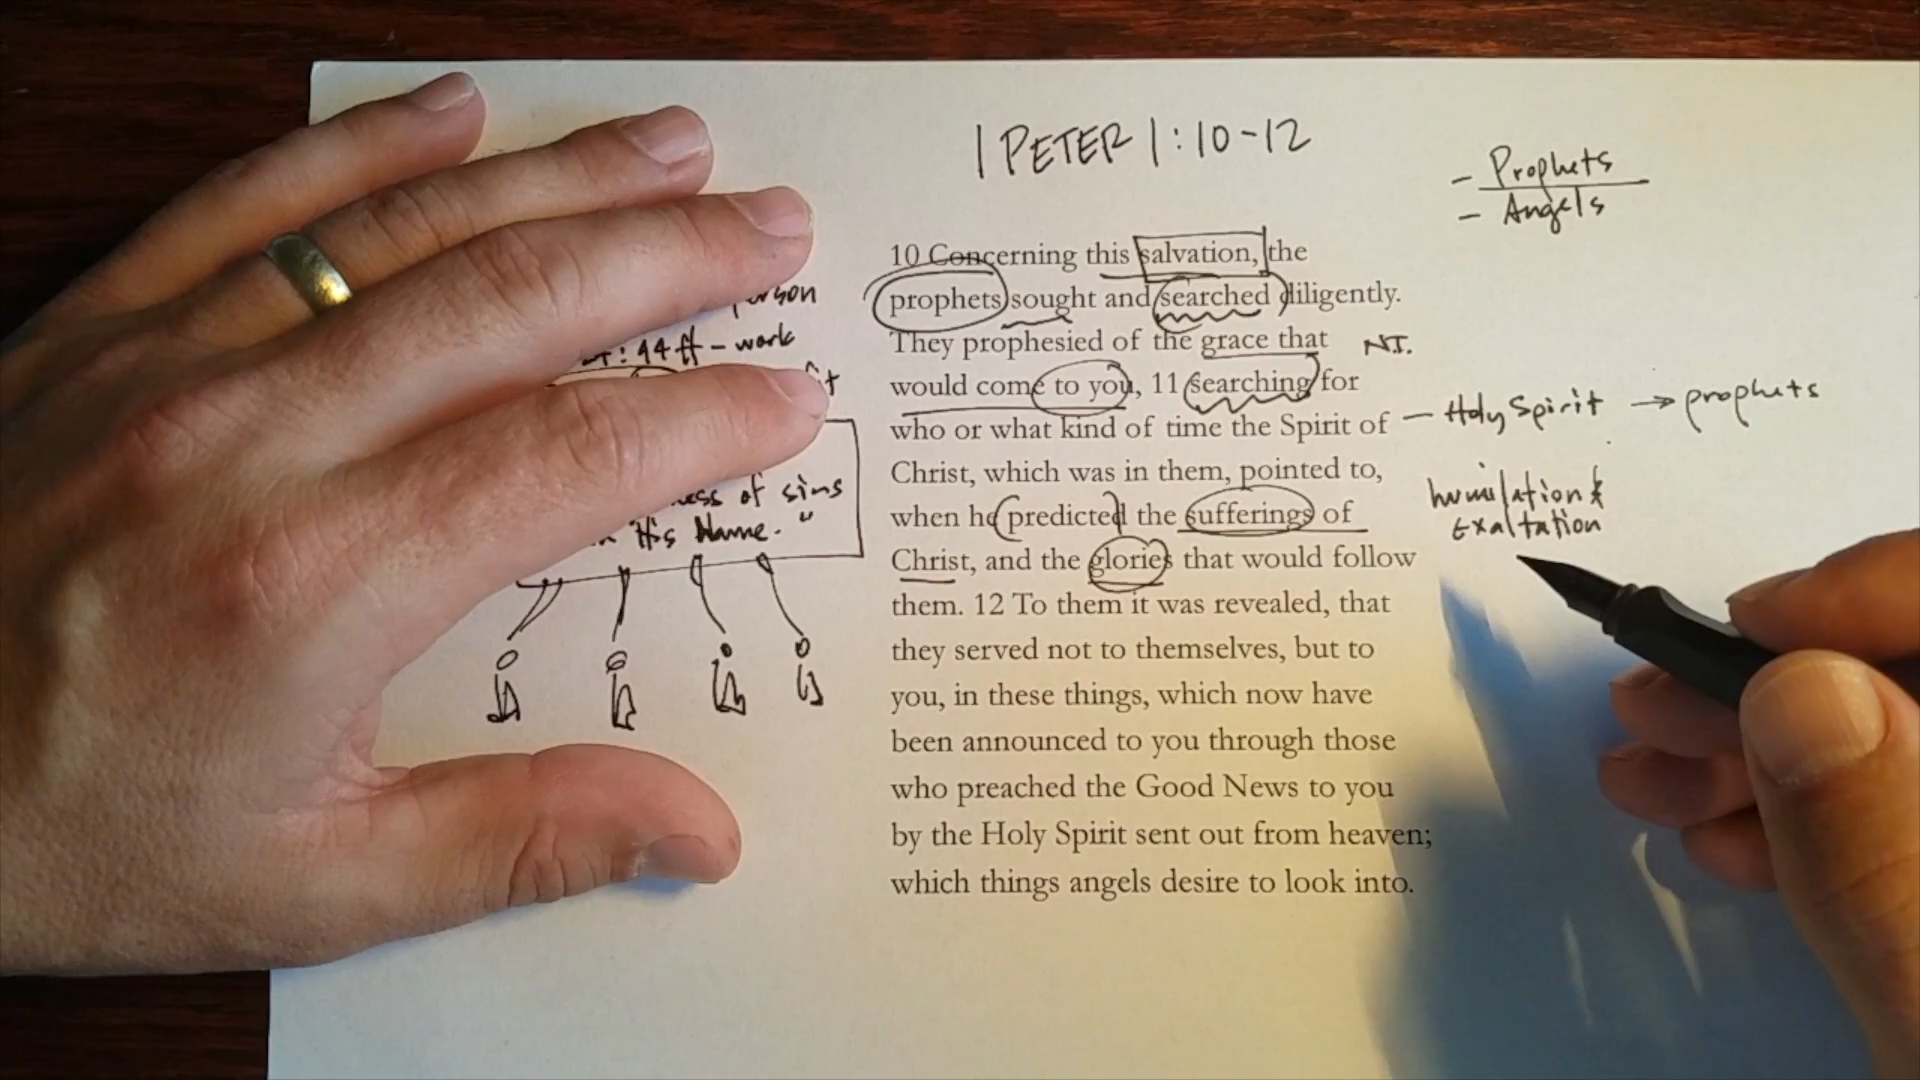 1 PETER 1:10-12
- Prophets
- Angels
10 Concerning this salvation, the
prophets sought and searched diligently.
They prophesied of the grace that
N.T.
would come to you, 11 searching for
who or what kind of time the Spirit of
- Holy Spirit → prophets
Christ, which was in them, pointed to,
when he predicted the sufferings of
humilation &
exaltation
Christ, and the glories that would follow
them. 12 To them it was revealed, that
they served not to themselves, but to
you, in these things, which now have
been announced to you through those
who preached the Good News to you
by the Holy Spirit sent out from heaven;
which things angels desire to look into.
: 44 ff - work
of sins
His Name."